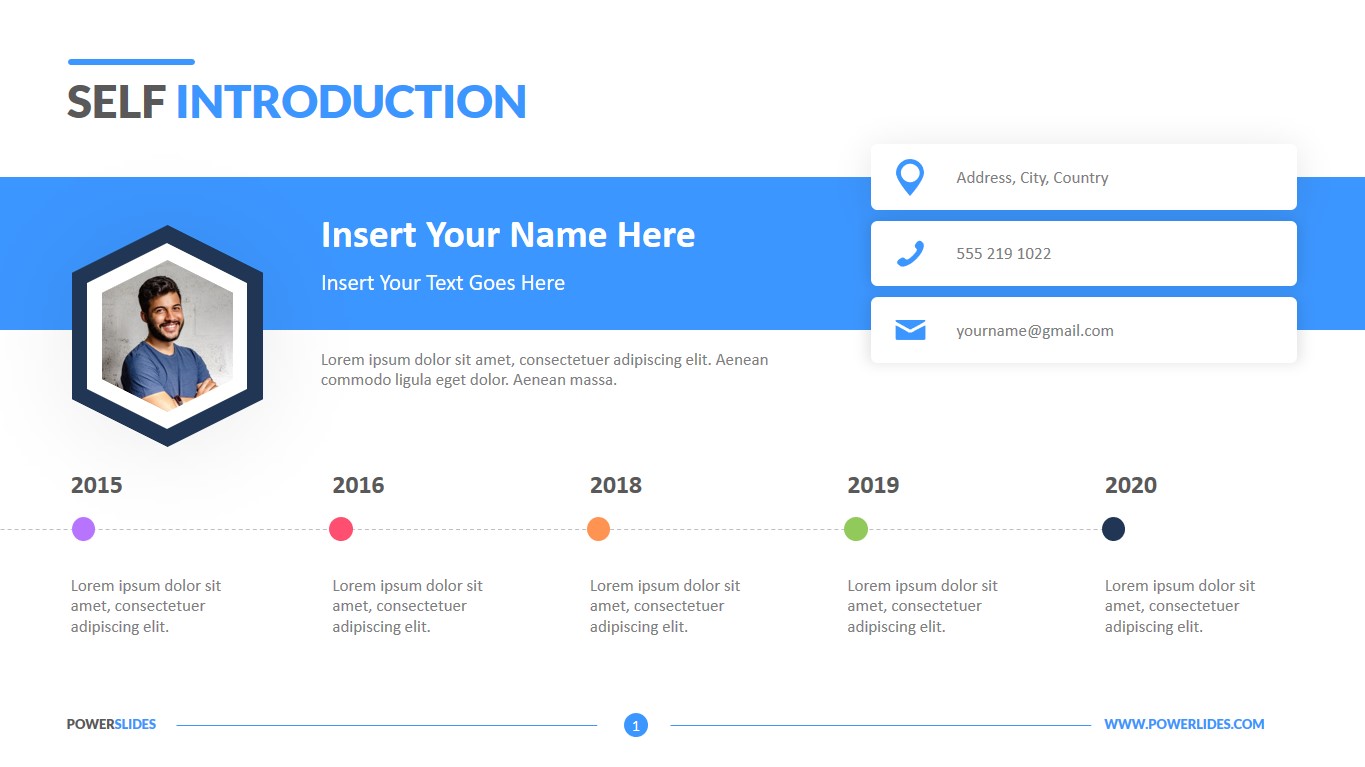 SELF INTRODUCTION
Insert Your Name Here
Insert Your Text Goes Here
Address, City, Country
555 219 1022
yourname@gmail.com
Lorem ipsum dolor sit amet, consectetuer adipiscing elit. Aenean
commodo ligula eget dolor. Aenean massa.
2015
Lorem ipsum dolor sit
amet, consectetuer
adipiscing elit.
2016
Lorem ipsum dolor sit
amet, consectetuer
adipiscing elit.
2018
Lorem ipsum dolor sit
amet, consectetuer
adipiscing elit.
2019
Lorem ipsum dolor sit
amet, consectetuer
adipiscing elit.
2020
Lorem ipsum dolor sit
amet, consectetuer
adipiscing elit.
POWERSLIDES
1
WWW.POWERLIDES.COM